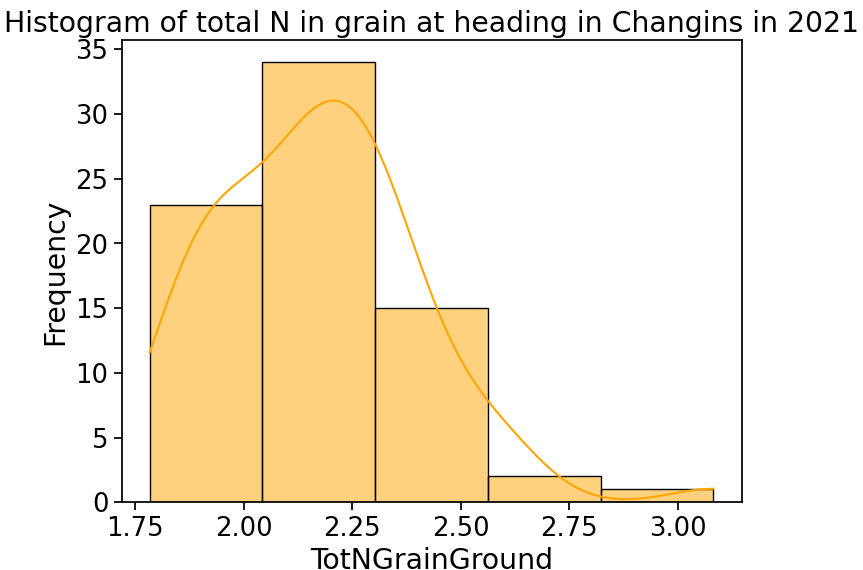 Histogram of total N in grain at heading in Changins in 2021
35
30
25
20
15
10
5
0
Frequency
1.75 2.00 2.25 2.50 2.75 3.00
TotNGrainGround